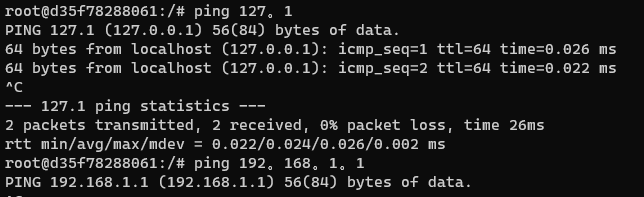 root@d35f78288061:/# ping 127。1
PING 127.1 (127.0.0.1) 56(84) bytes of data.
64 bytes from localhost (127.0.0.1): icmp_seq=1 ttl=64 time=0.026 ms
64 bytes from localhost (127.0.0.1): icmp_seq=2 ttl=64 time=0.022 ms
^C
--- 127.1 ping statistics ---
2 packets transmitted, 2 received, 0% packet loss, time 26ms
rtt min/avg/max/mdev = 0.022/0.024/0.026/0.002 ms
root@d35f78288061:/# ping 192。168。1。1
PING 192.168.1.1 (192.168.1.1) 56(84) bytes of data.